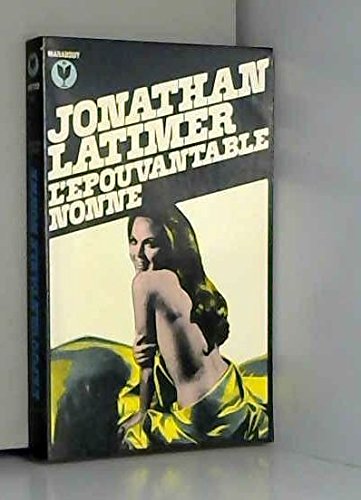 MARABOUT
JONATHAN
LATIMER
L'EPOUVANTABLE
NONNE